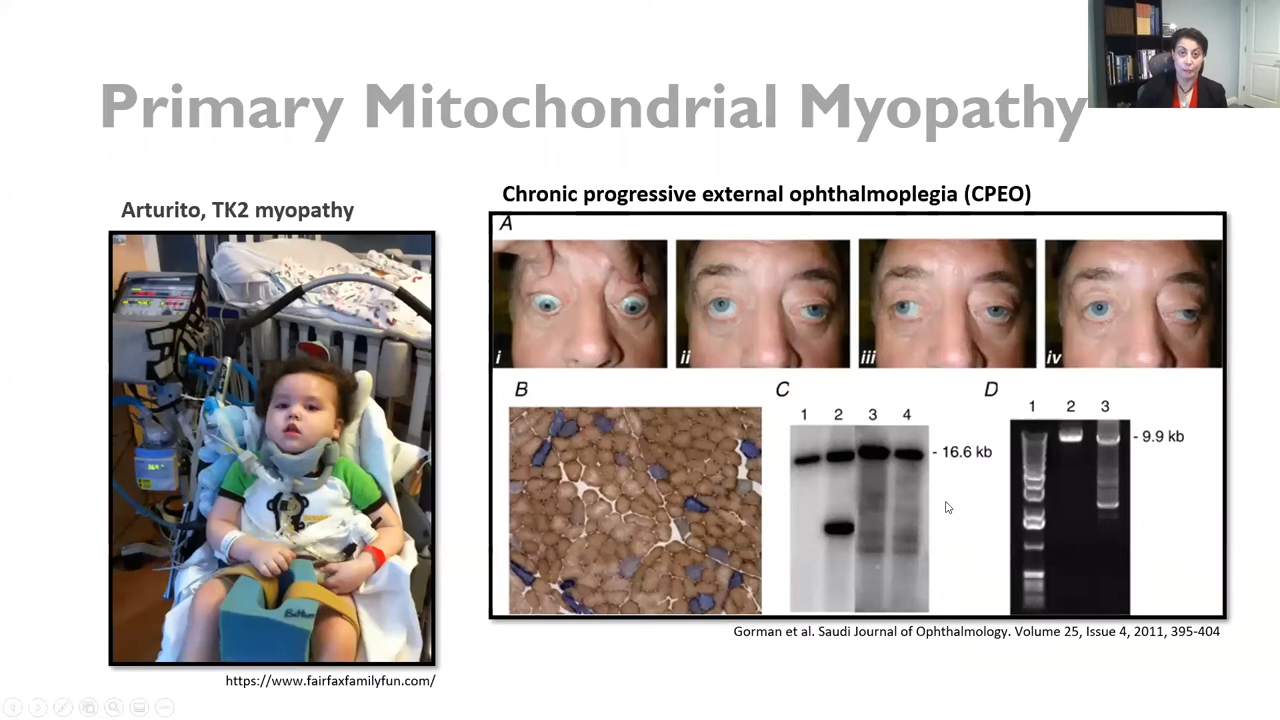 Primary Mitochondrial Myopathy
Arturito, TK2 myopathy
https://www.fairfaxfamilyfun.com/
Chronic progressive external ophthalmoplegia (CPEO)
A
i ii iii iv
B C D
1 2 3 4
- 16.6 kb
1 2 3
- 9.9 kb
Gorman et al. Saudi Journal of Ophthalmology. Volume 25, Issue 4, 2011, 395-404